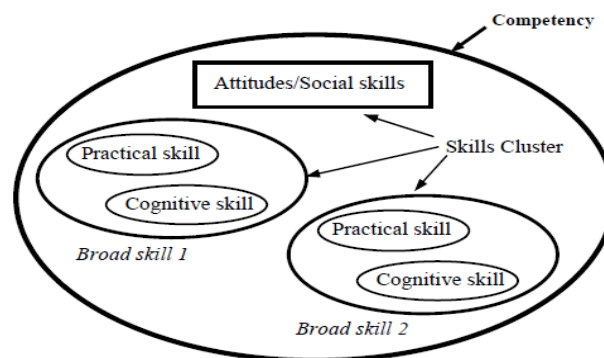 Competency
Attitudes/Social skills
Practical skill
Skills Cluster
Cognitive skill
Broad skill 1
Practical skill
Cognitive skill
Broad skill 2